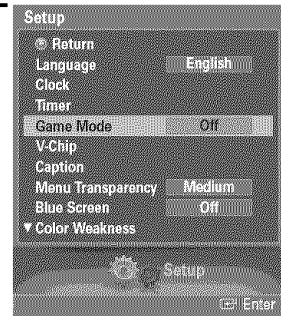 Setup
Return
Language English
Clock
Timer
Game Mode Off
V-Chip
Caption
Menu Transparency Medium
Blue Screen Off
▼ Color Weakness
Setup
Enter